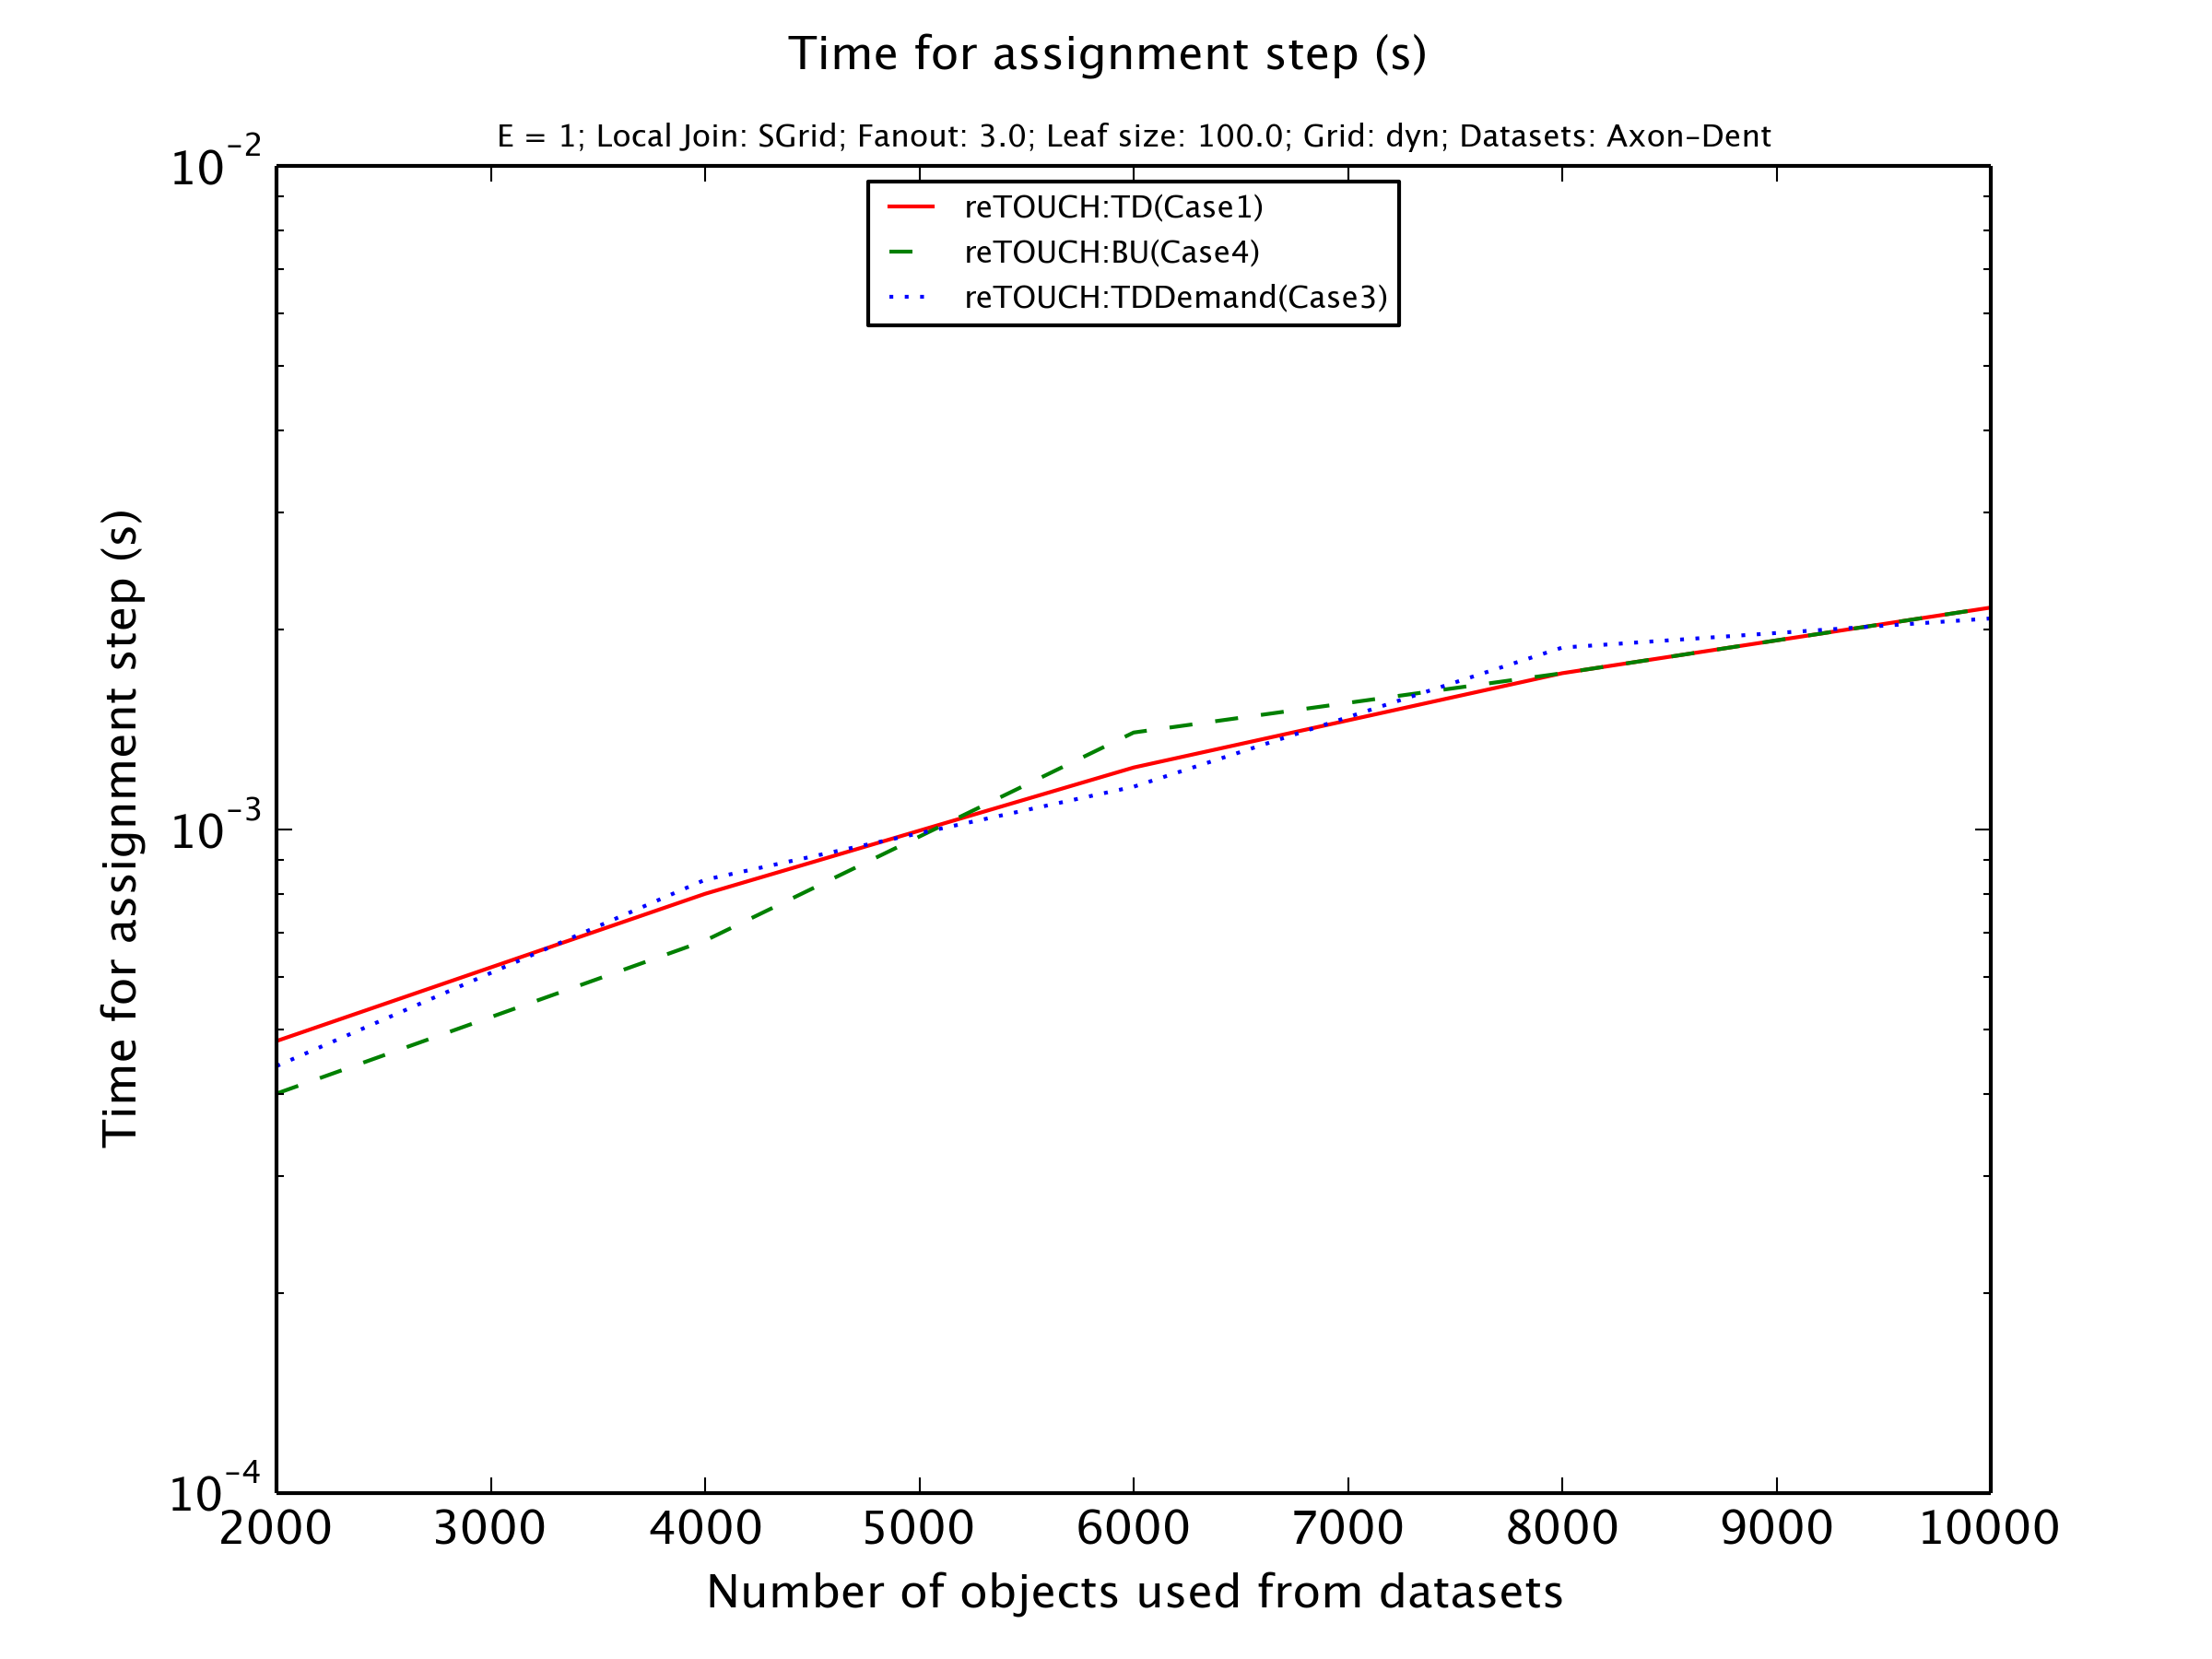 Time for assignment step (s)
E = 1; Local Join: SGrid; Fanout: 3.0; Leaf size: 100.0; Grid: dyn; Datasets: Axon-Dent
reTOUCH:TD(Case1)
reTOUCH:BU(Case4)
reTOUCH:TDDemand(Case3)
Time for assignment step (s)
10⁻²
10⁻³
10⁻⁴
2000 3000 4000 5000 6000 7000 8000 9000 10000
Number of objects used from datasets